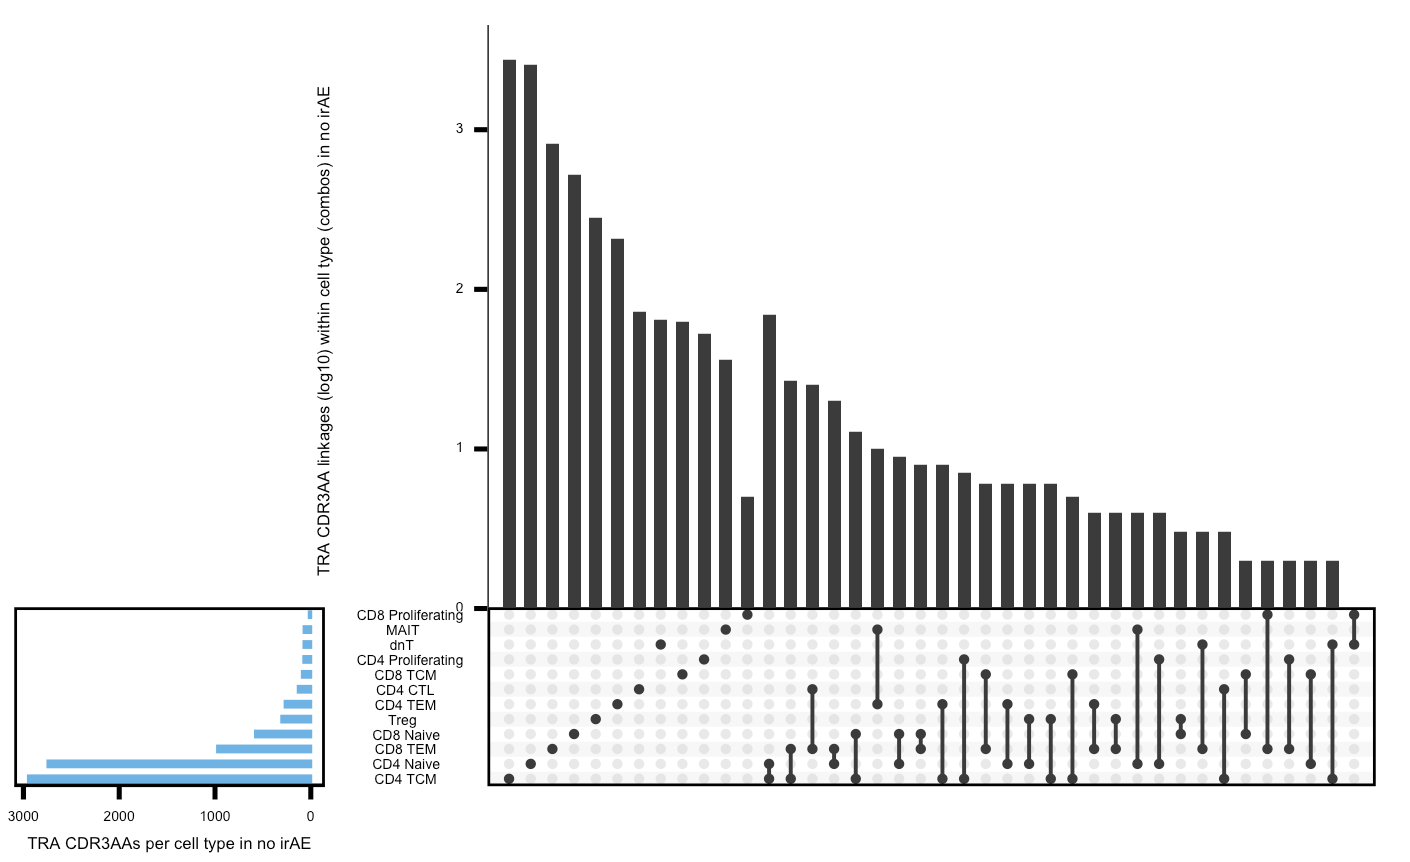 TRA CDR3AA linkages (log10) within cell type (combos) in no irAE
3
2
1
0
CD8 Proliferating
MAIT
dnT
CD4 Proliferating
CD8 TCM
CD4 CTL
CD4 TEM
Treg
CD8 Naive
CD8 TEM
CD4 Naive
CD4 TCM
3000 2000 1000 0
TRA CDR3AAs per cell type in no irAE